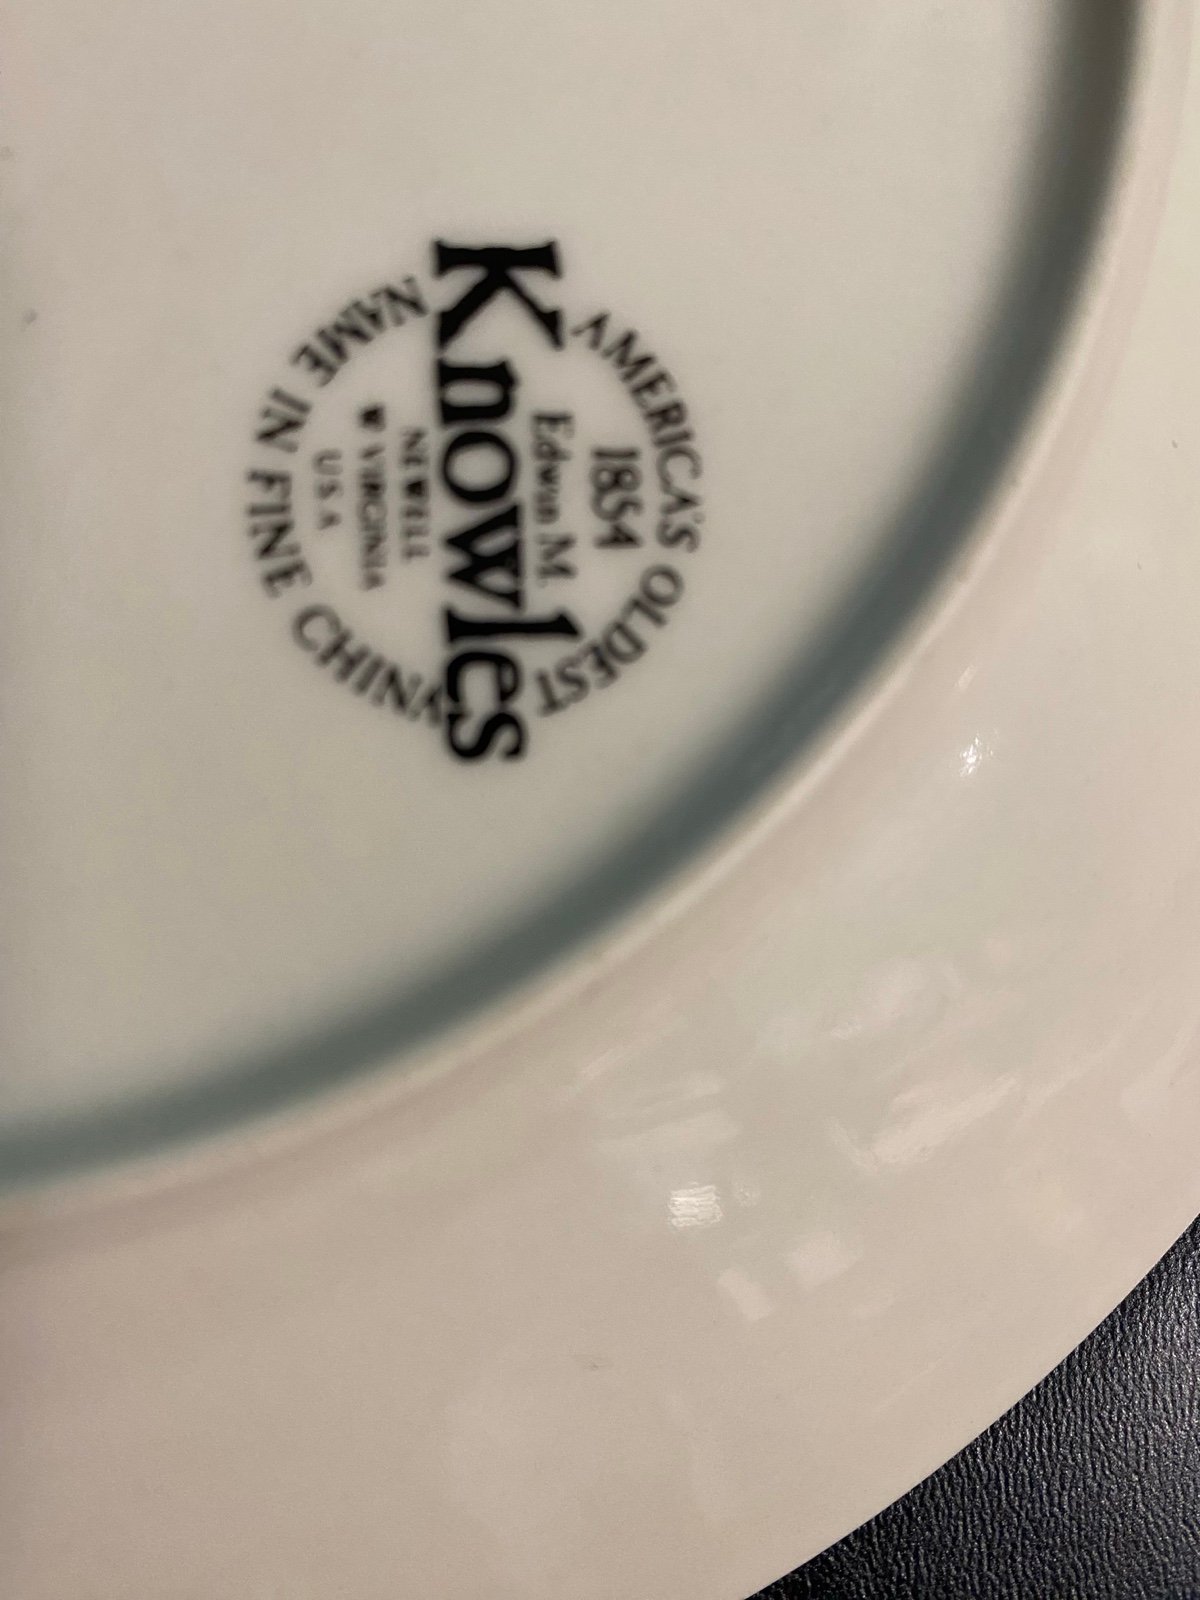 AMERICA'S OLDEST
1854
Edwin M.
Knowles
NEWELL
W VIRGINIA
U.S.A
NAME IN FINE CHINA